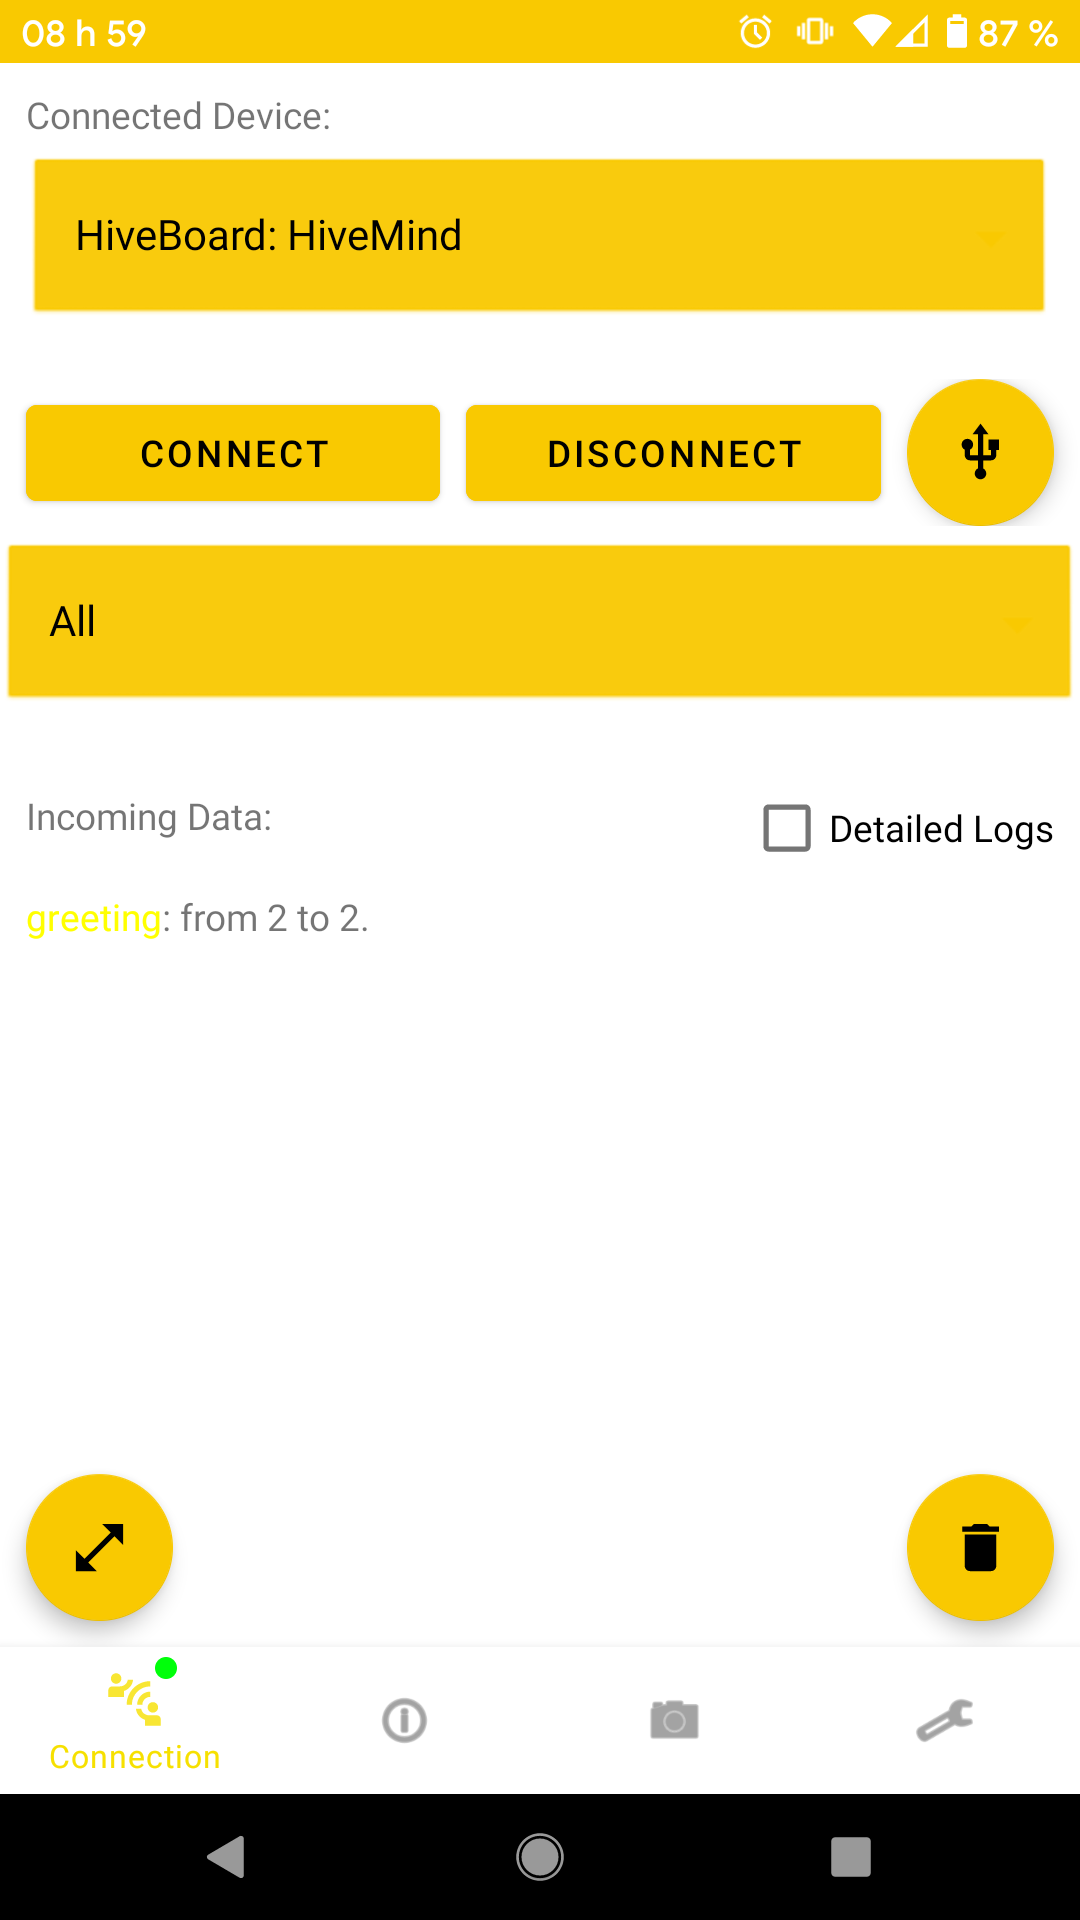 08 h 59 87 %
Connected Device:
HiveBoard: HiveMind
CONNECT DISCONNECT
All
Incoming Data: Detailed Logs
greeting: from 2 to 2.
Connection